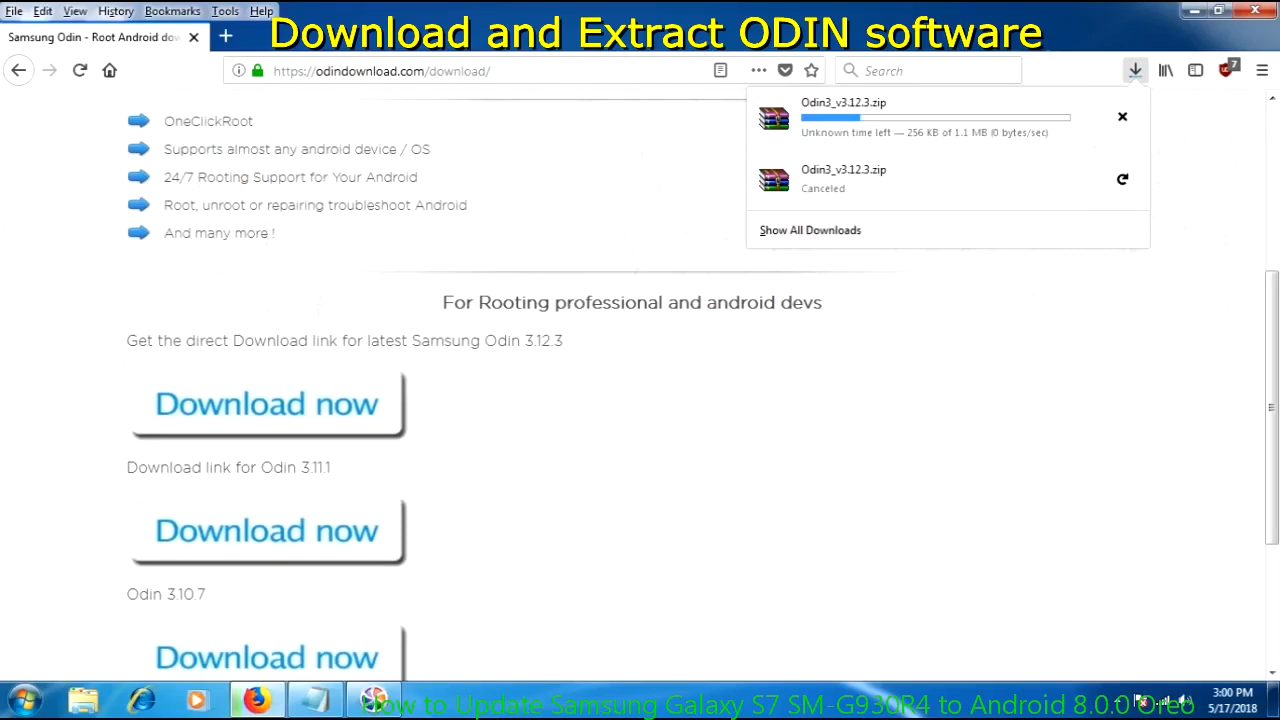 File Edit View History Bookmarks Tools Help
Download and Extract ODIN software
Samsung Odin - Root Android dov
https://odindownload.com/download/
Search
7
Odin3_v3.12.3.zip
Unknown time left — 256 KB of 1.1 MB (0 bytes/sec)
Odin3_v3.12.3.zip
Canceled
Show All Downloads
OneClickRoot
Supports almost any android device / OS
24/7 Rooting Support for Your Android
Root, unroot or repairing troubleshoot Android
And many more !
For Rooting professional and android devs
Get the direct Download link for latest Samsung Odin 3.12.3
Download now
Download link for Odin 3.11.1
Download now
Odin 3.10.7
Download now
How to Update Samsung Galaxy S7 SM-G930R4 to Android 8.0.0 Oreo
3:00 PM
5/17/2018